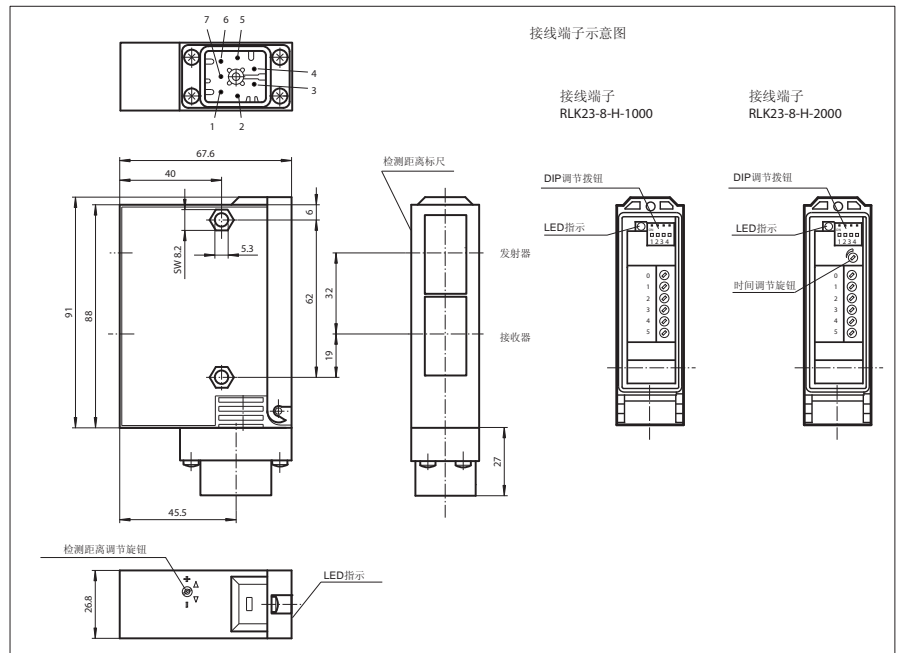 接线端子示意图
7 6 5
4
3
1 2
接线端子
RLK23-8-H-1000
接线端子
RLK23-8-H-2000
67.6
40
检测距离标尺
DIP调节拨钮
DIP调节拨钮
6
LED指示
LED指示
1 2 3 4
1 2 3 4
SW 8.2
5.3
发射器
时间调节旋钮
91
88
62
32
19
接收器
0
1
2
3
4
5
0
1
2
3
4
5
27
45.5
检测距离调节旋钮
LED指示
26.8